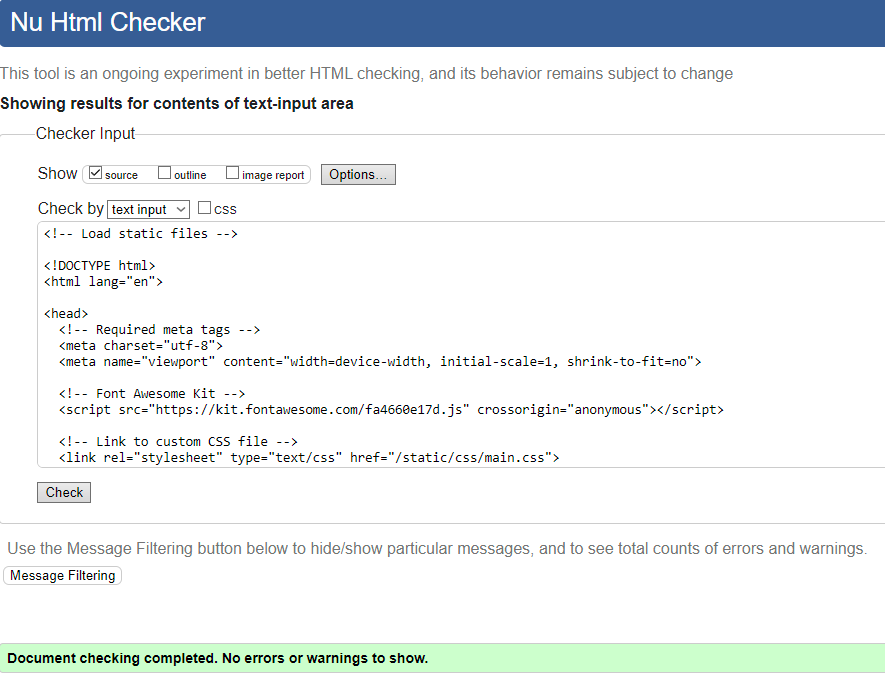 Nu Html Checker
This tool is an ongoing experiment in better HTML checking, and its behavior remains subject to change
Showing results for contents of text-input area
Checker Input
Show source outline image report Options...
Check by text input css
<!-- Load static files -->
<!DOCTYPE html>
<html lang="en">
<head>
<!-- Required meta tags -->
<meta charset="utf-8">
<meta name="viewport" content="width=device-width, initial-scale=1, shrink-to-fit=no">
<!-- Font Awesome Kit -->
<script src="https://kit.fontawesome.com/fa4660e17d.js" crossorigin="anonymous"></script>
<!-- Link to custom CSS file -->
<link rel="stylesheet" type="text/css" href="/static/css/main.css">
Check
Use the Message Filtering button below to hide/show particular messages, and to see total counts of errors and warnings.
Message Filtering
Document checking completed. No errors or warnings to show.